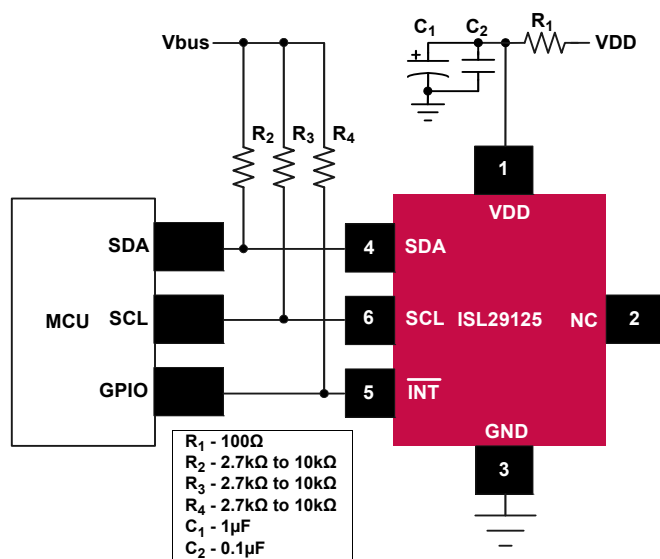 C1 C2 R1
Vbus
+
VDD
R2 R3 R4
1
VDD
SDA 4 SDA
MCU SCL 6 SCL ISL29125 NC 2
GPIO 5 INT
GND
3
R1 - 100Ω
R2 - 2.7kΩ to 10kΩ
R3 - 2.7kΩ to 10kΩ
R4 - 2.7kΩ to 10kΩ
C1 - 1µF
C2 - 0.1µF